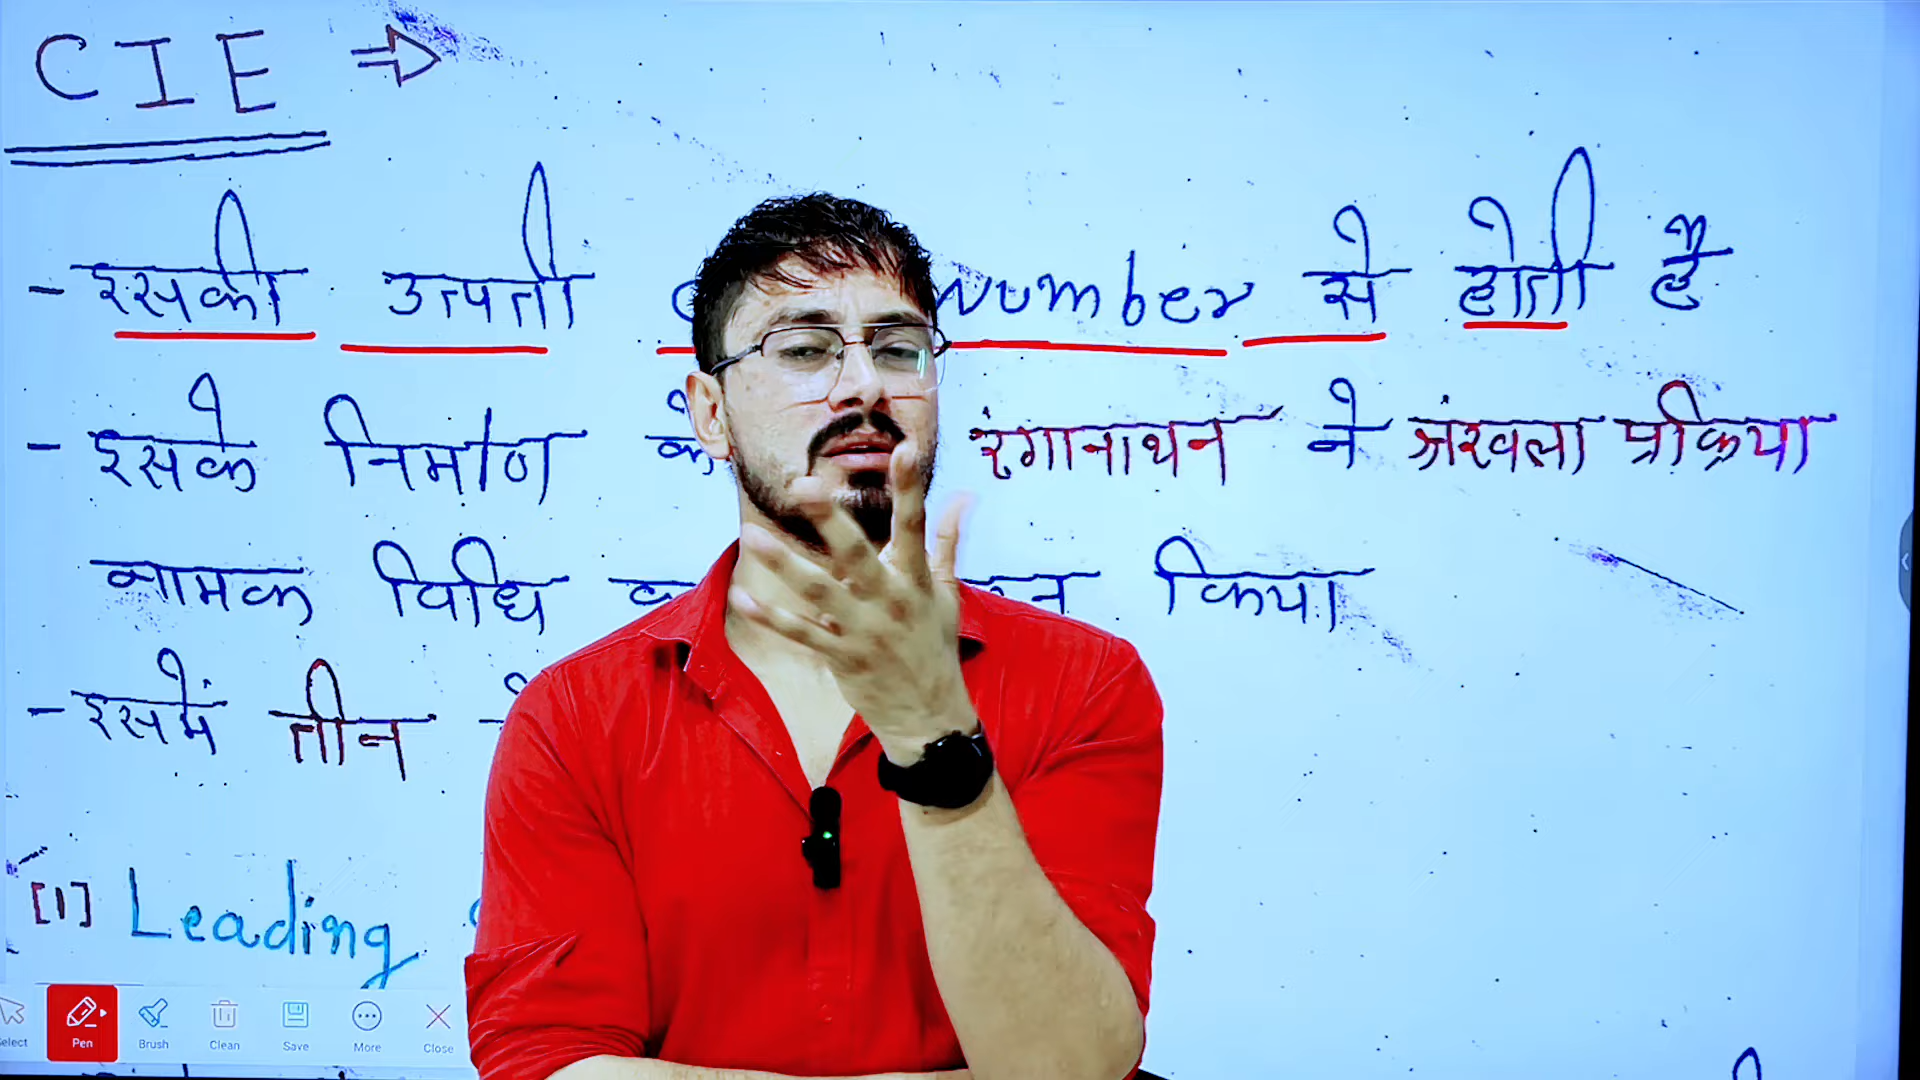 CIE ⇒
- इसकी उत्पती Number से होती है
- इसके निर्माण के रंगानाथन ने श्रंखला प्रक्रिया
नामक विधि किया
- इसमें तीन
[1] Leading
Select Pen Brush Clean Save More Close